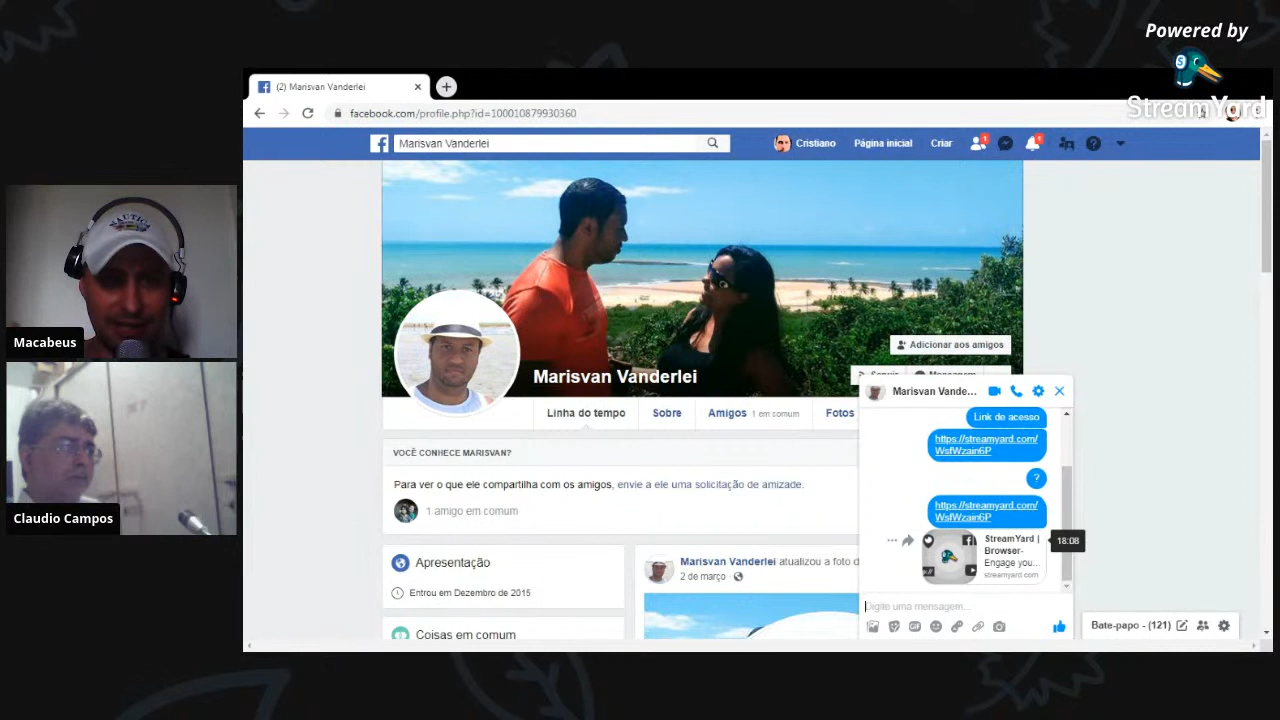 Powered by
StreamYard
(2) Marisvan Vanderlei
facebook.com/profile.php?id=100010879930360
Marisvan Vanderlei
Cristiano
Página inicial
Criar
1
1
NAUTICA
Macabeus
Claudio Campos
Adicionar aos amigos
Marisvan Vanderlei
Linha do tempo
Sobre
Amigos 1 em comum
Fotos
VOCÊ CONHECE MARISVAN?
Para ver o que ele compartilha com os amigos, envie a ele uma solicitação de amizade.
1 amigo em comum
Apresentação
Entrou em Dezembro de 2015
Coisas em comum
Marisvan Vanderlei atualizou a foto d
2 de março
Marisvan Vande...
Link de acesso
https://streamyard.com/
WsfWzain6P
?
https://streamyard.com/
WsfWzain6P
StreamYard |
Browser-
Engage you...
streamyard.com
18:08
Digite uma mensagem...
GIF
Bate-papo - (121)